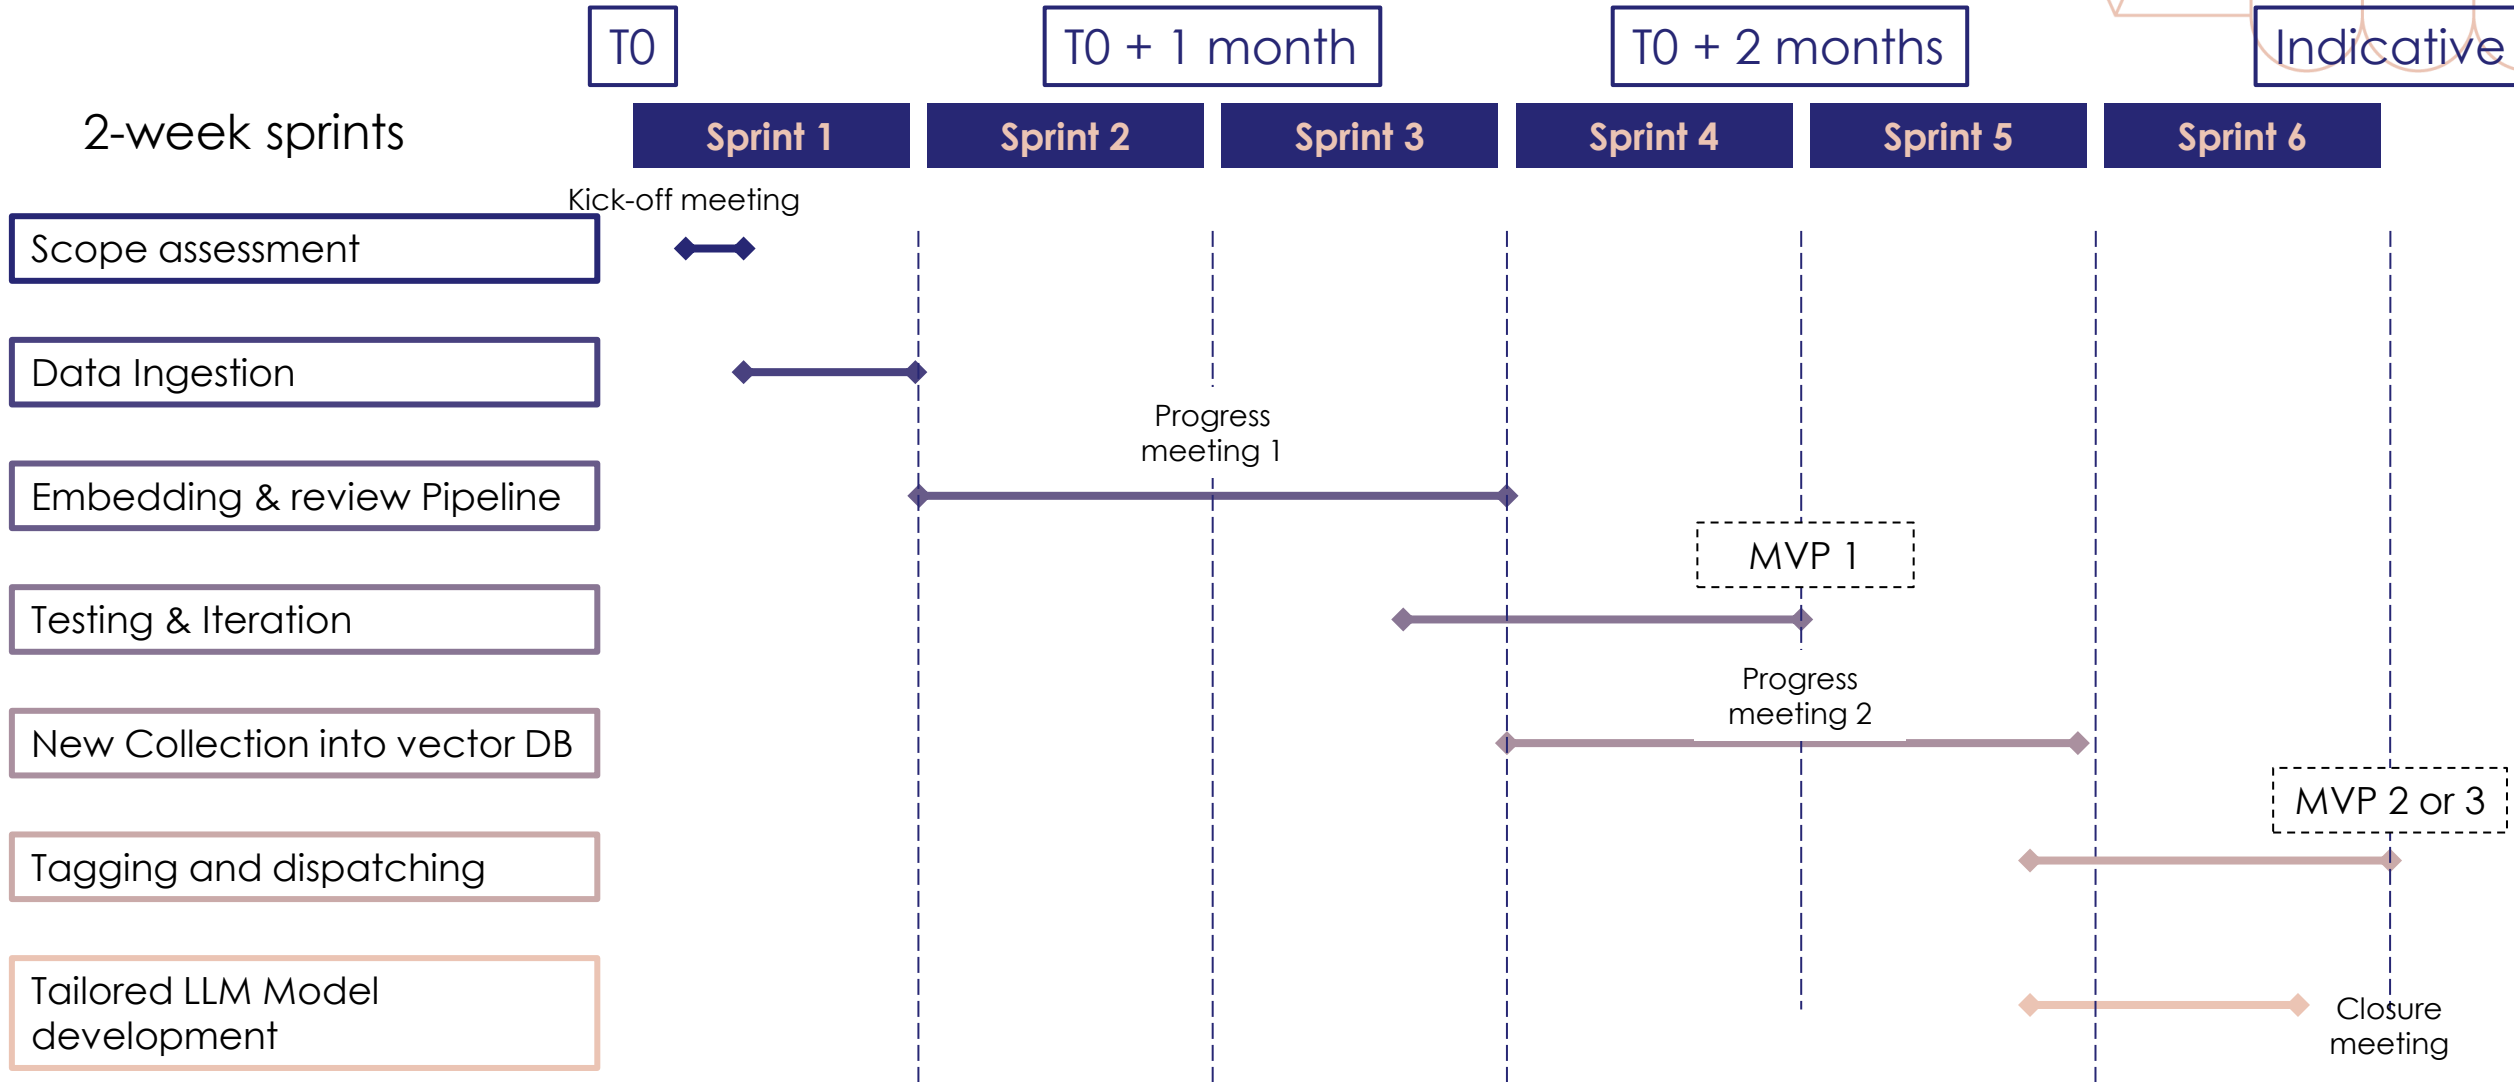 T0
T0 + 1 month
T0 + 2 months
Indicative
2-week sprints
Sprint 1
Sprint 2
Sprint 3
Sprint 4
Sprint 5
Sprint 6
Kick-off meeting
Scope assessment
Data Ingestion
Progress
meeting 1
Embedding & review Pipeline
MVP 1
Testing & Iteration
Progress
meeting 2
New Collection into vector DB
MVP 2 or 3
Tagging and dispatching
Tailored LLM Model
development
Closure
meeting